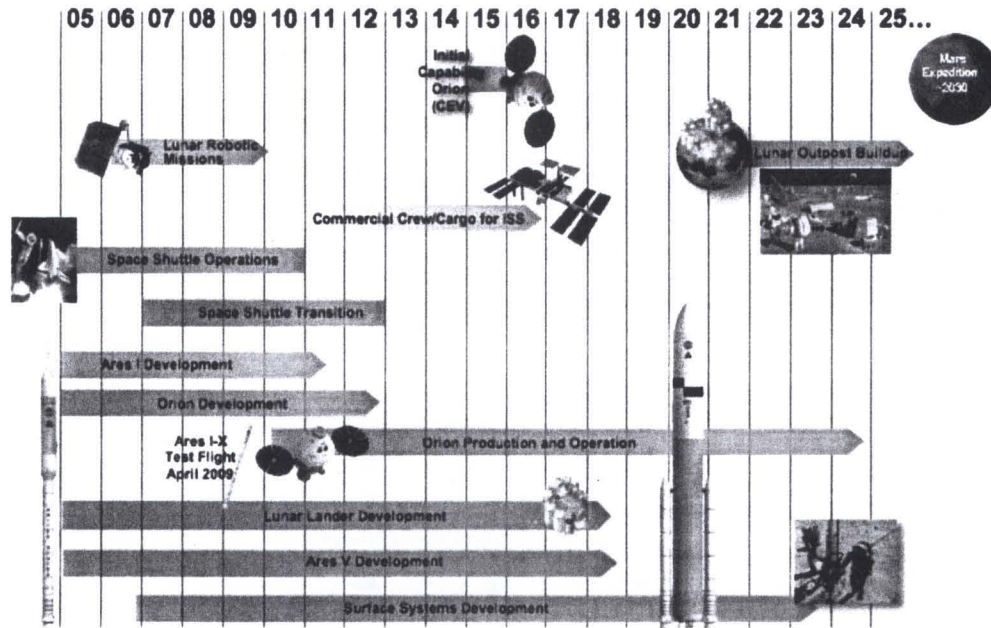 05 06 07 08 09 10 11 12 13 14 15 16 17 18 19 20 21 22 23 24 25...
Initial
Capabil
Orion
(CEV)
Mars
Expedition
~2030
Lunar Robotic
Missions
Lunar Outpost Buildup
Commercial Crew/Cargo for ISS
Space Shuttle Operations
Space Shuttle Transition
Ares I Development
Orion Development
Ares I-X
Test Flight
April 2009
Orion Production and Operation
Lunar Lander Development
Ares V Development
Surface Systems Development